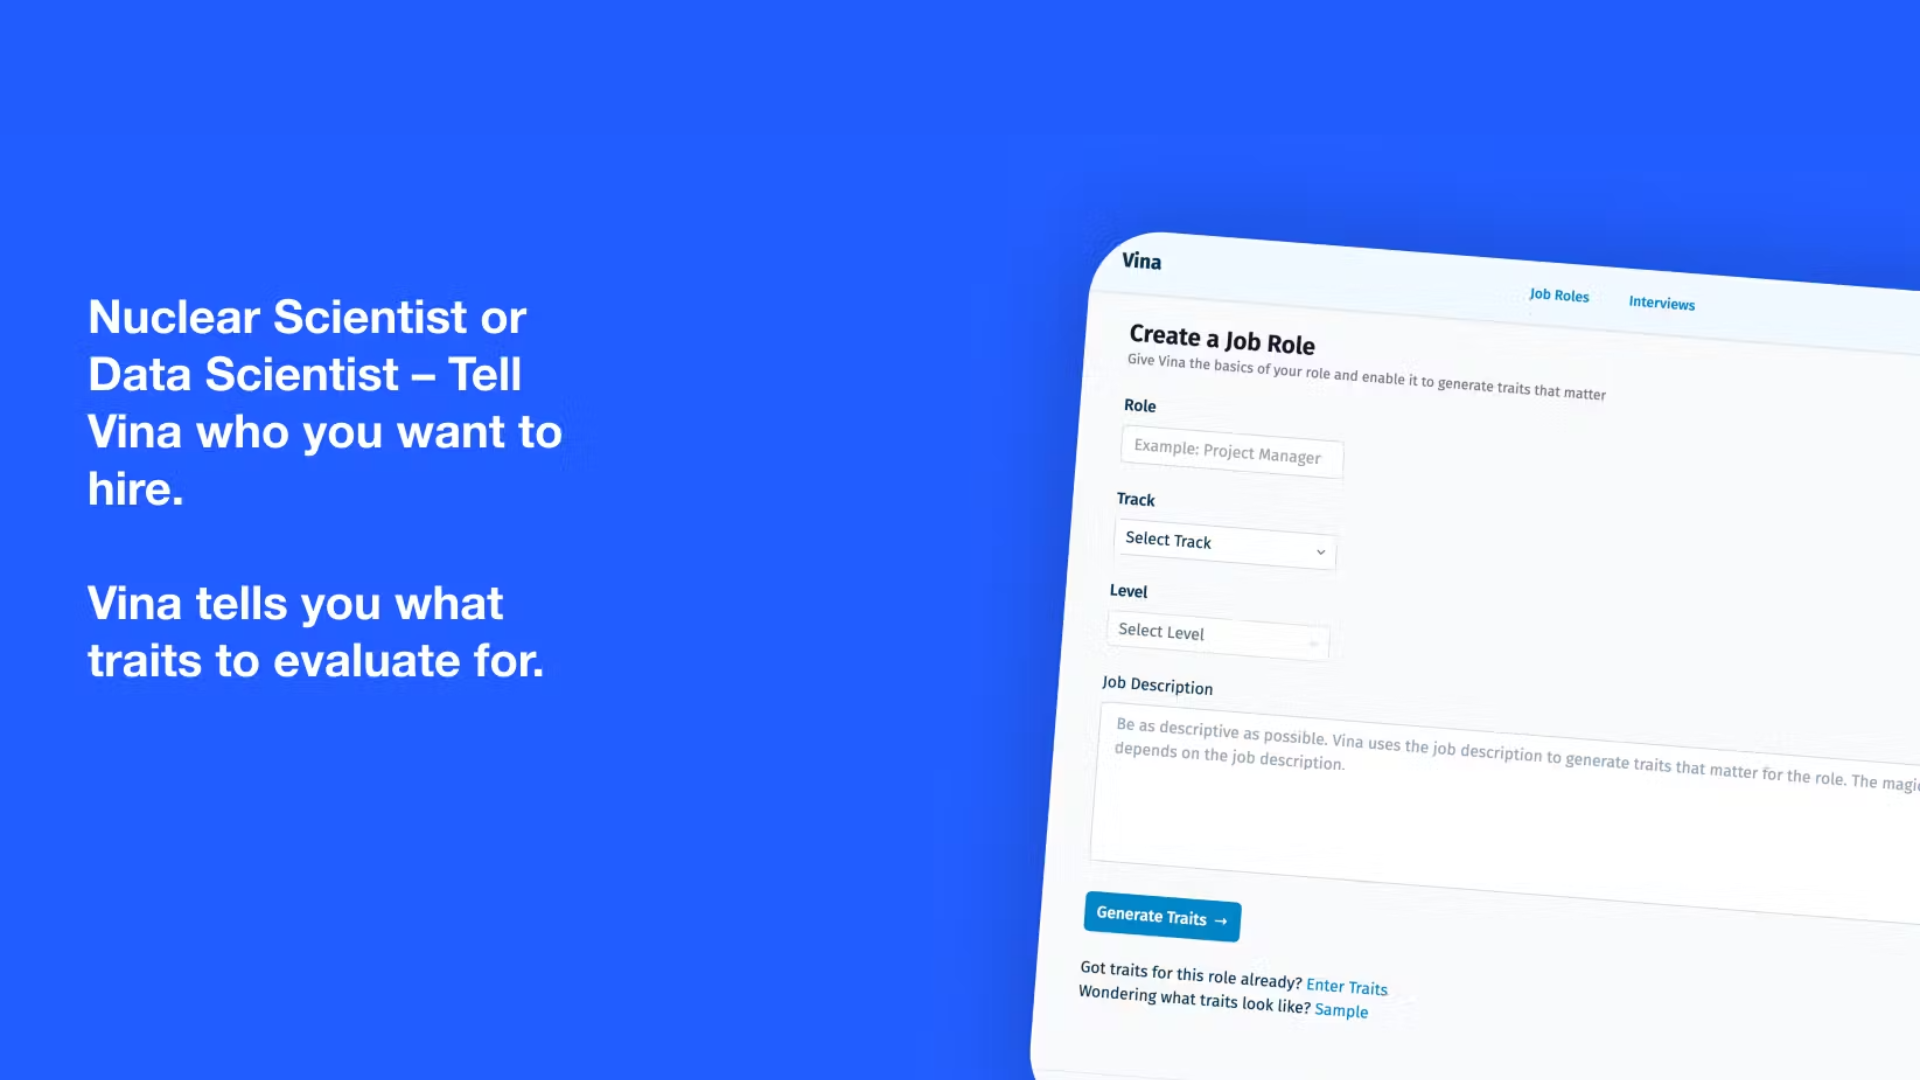 Nuclear Scientist or
Data Scientist – Tell
Vina who you want to
hire.
Vina tells you what
traits to evaluate for.
Vina
Job Roles
Interviews
Create a Job Role
Give Vina the basics of your role and enable it to generate traits that matter
Role
Example: Project Manager
Track
Select Track
Level
Select Level
Job Description
Be as descriptive as possible. Vina uses the job description to generate traits that matter for the role. The magic
depends on the job description.
Generate Traits →
Got traits for this role already? Enter Traits
Wondering what traits look like? Sample